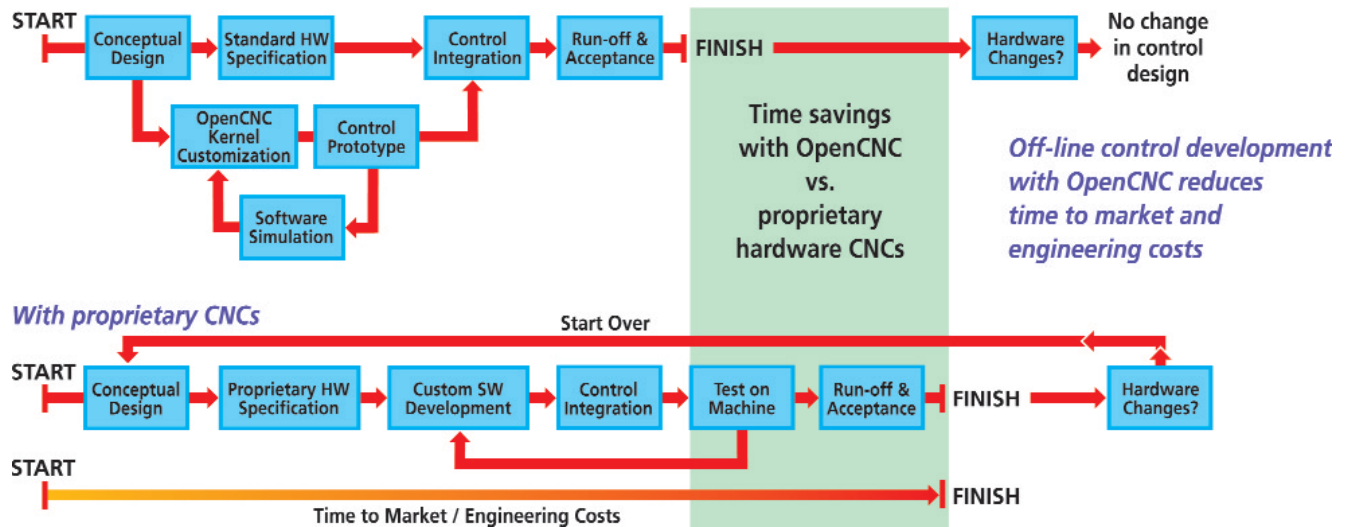 START
Conceptual
Design
Standard HW
Specification
Control
Integration
Run-off &
Acceptance
FINISH
Hardware
Changes?
No change
in control
design
OpenCNC
Kernel
Customization
Control
Prototype
Software
Simulation
Time savings
with OpenCNC
vs.
proprietary
hardware CNCs
Off-line control development
with OpenCNC reduces
time to market and
engineering costs
With proprietary CNCs
Start Over
START
Conceptual
Design
Proprietary HW
Specification
Custom SW
Development
Control
Integration
Test on
Machine
Run-off &
Acceptance
FINISH
Hardware
Changes?
START
FINISH
Time to Market / Engineering Costs